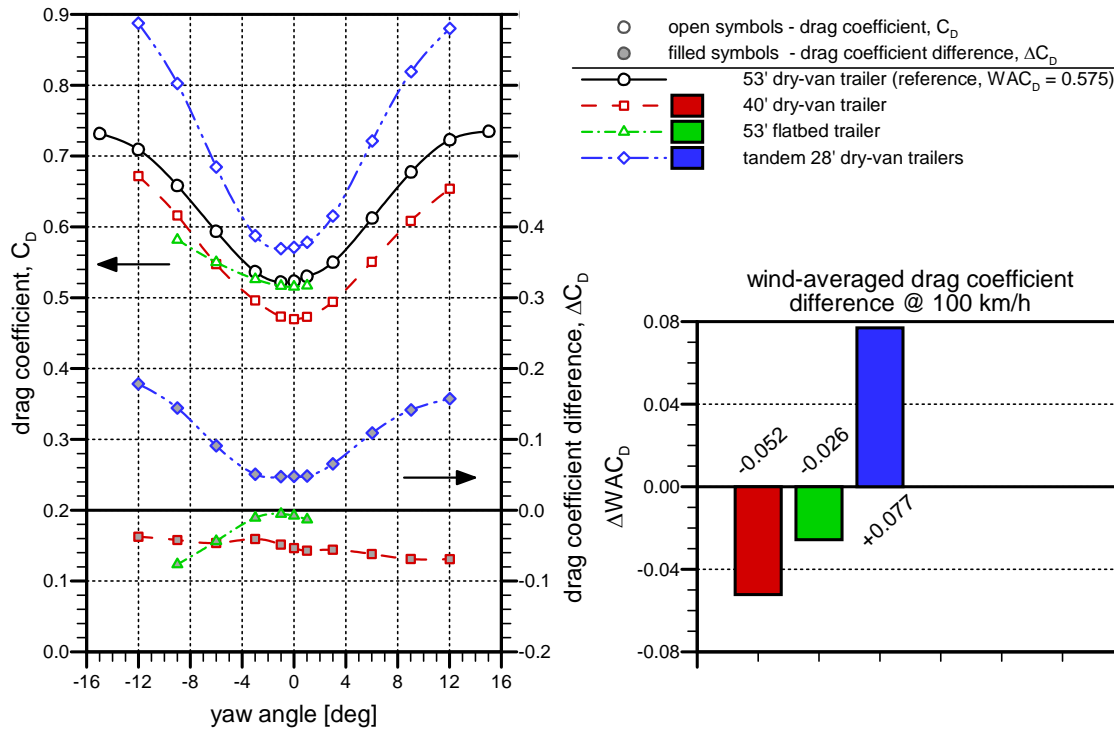 open symbols - drag coefficient, C_D
filled symbols - drag coefficient difference, ΔC_D
53' dry-van trailer (reference, WAC_D = 0.575)
40' dry-van trailer
53' flatbed trailer
tandem 28' dry-van trailers
drag coefficient, C_D
0.9
0.8
0.7
0.6
0.5
0.4
0.3
0.2
0.1
0.0
-16
-12
-8
-4
0
4
8
12
16
yaw angle [deg]
0.4
0.3
0.2
0.1
0.0
-0.1
-0.2
drag coefficient difference, ΔC_D
wind-averaged drag coefficient
difference @ 100 km/h
ΔWAC_D
0.08
0.04
0.00
-0.04
-0.08
-0.052
-0.026
+0.077